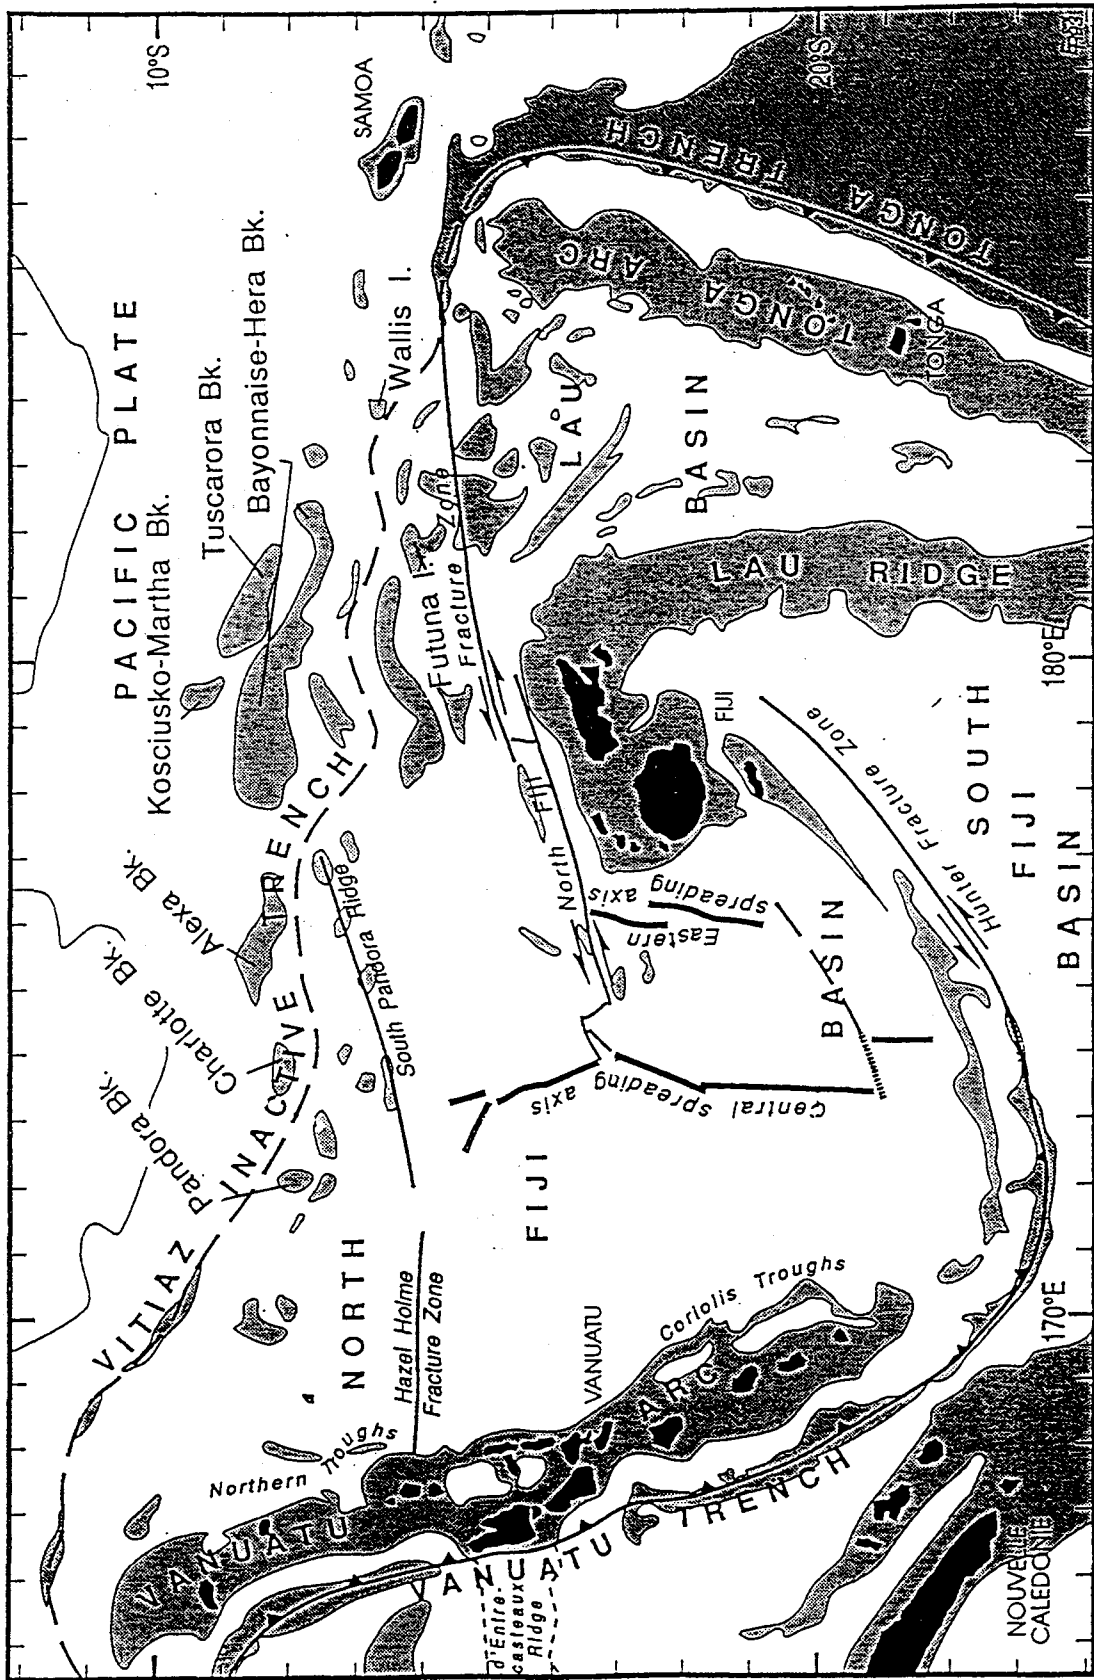 10°S
20°S
SAMOA
PACIFIC PLATE
Kosciusko-Martha Bk.
Tuscarora Bk.
Bayonnaise-Hera Bk.
Wallis I.
Futuna I.
Alexa Bk.
Charlotte Bk.
Pandora Bk.
VITIAZ INACTIVE TRENCH
South Pandora Ridge
North Fiji Fracture Zone
Hazel Holme
Fracture Zone
NORTH
FIJI
BASIN
Central
spreading
axis
Eastern
spreading
axis
LAU
BASIN
LAU RIDGE
TONGA ARC
TONGA
TONGA TRENCH
FIJI
Hunter Fracture Zone
SOUTH
FIJI
BASIN
180°E
170°E
Northern Troughs
Coriolis Troughs
VANUATU
VANUATU ARC
VANUATU TRENCH
d'Entre-
casteaux
Ridge
NOUVELLE
CALEDONIE